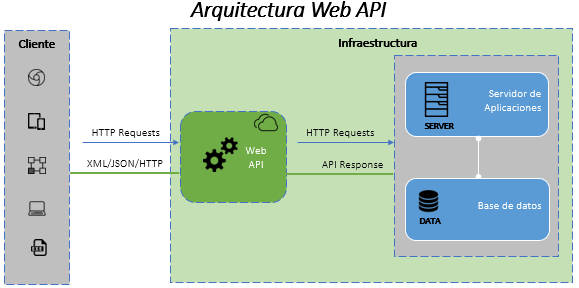 Arquitectura Web API
Cliente
Infraestructura
HTTP Requests
XML/JSON/HTTP
Web
API
HTTP Requests
API Response
Servidor de
Aplicaciones
SERVER
Base de datos
DATA